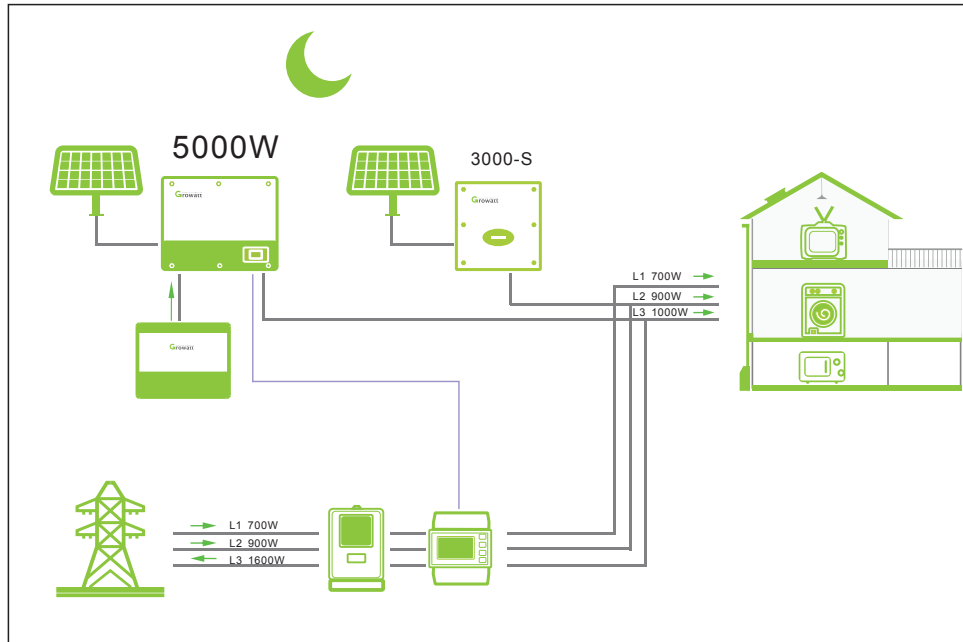 5000W
3000-S
Growatt
Growatt
L1 700W
L2 900W
L3 1000W
Growatt
L1 700W
L2 900W
L3 1600W